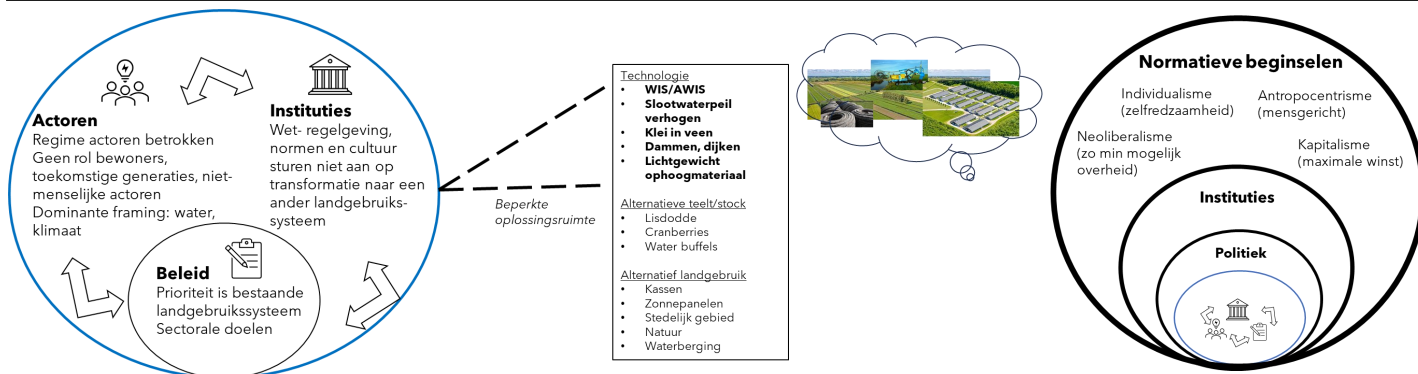 Actoren
Regime actoren betrokken
Geen rol bewoners,
toekomstige generaties, niet-
menselijke actoren
Dominante framing: water,
klimaat
Instituties
Wet- regelgeving,
normen en cultuur
sturen niet aan op
transformatie naar een
ander landgebruiks-
systeem
Beleid
Prioriteit is bestaande
landgebruikssysteem
Sectorale doelen
Beperkte
oplossingsruimte
Technologie
• WIS/AWIS
• Slootwaterpeil
verhogen
• Klei in veen
• Dammen, dijken
• Lichtgewicht
ophoogmateriaal
Alternatieve teelt/stock
• Lisdodde
• Cranberries
• Water buffels
Alternatief landgebruik
• Kassen
• Zonnepanelen
• Stedelijk gebied
• Natuur
• Waterberging
Normatieve beginselen
Individualisme
(zelfredzaamheid)
Antropocentrisme
(mensgericht)
Neoliberalisme
(zo min mogelijk
overheid)
Kapitalisme
(maximale winst)
Instituties
Politiek